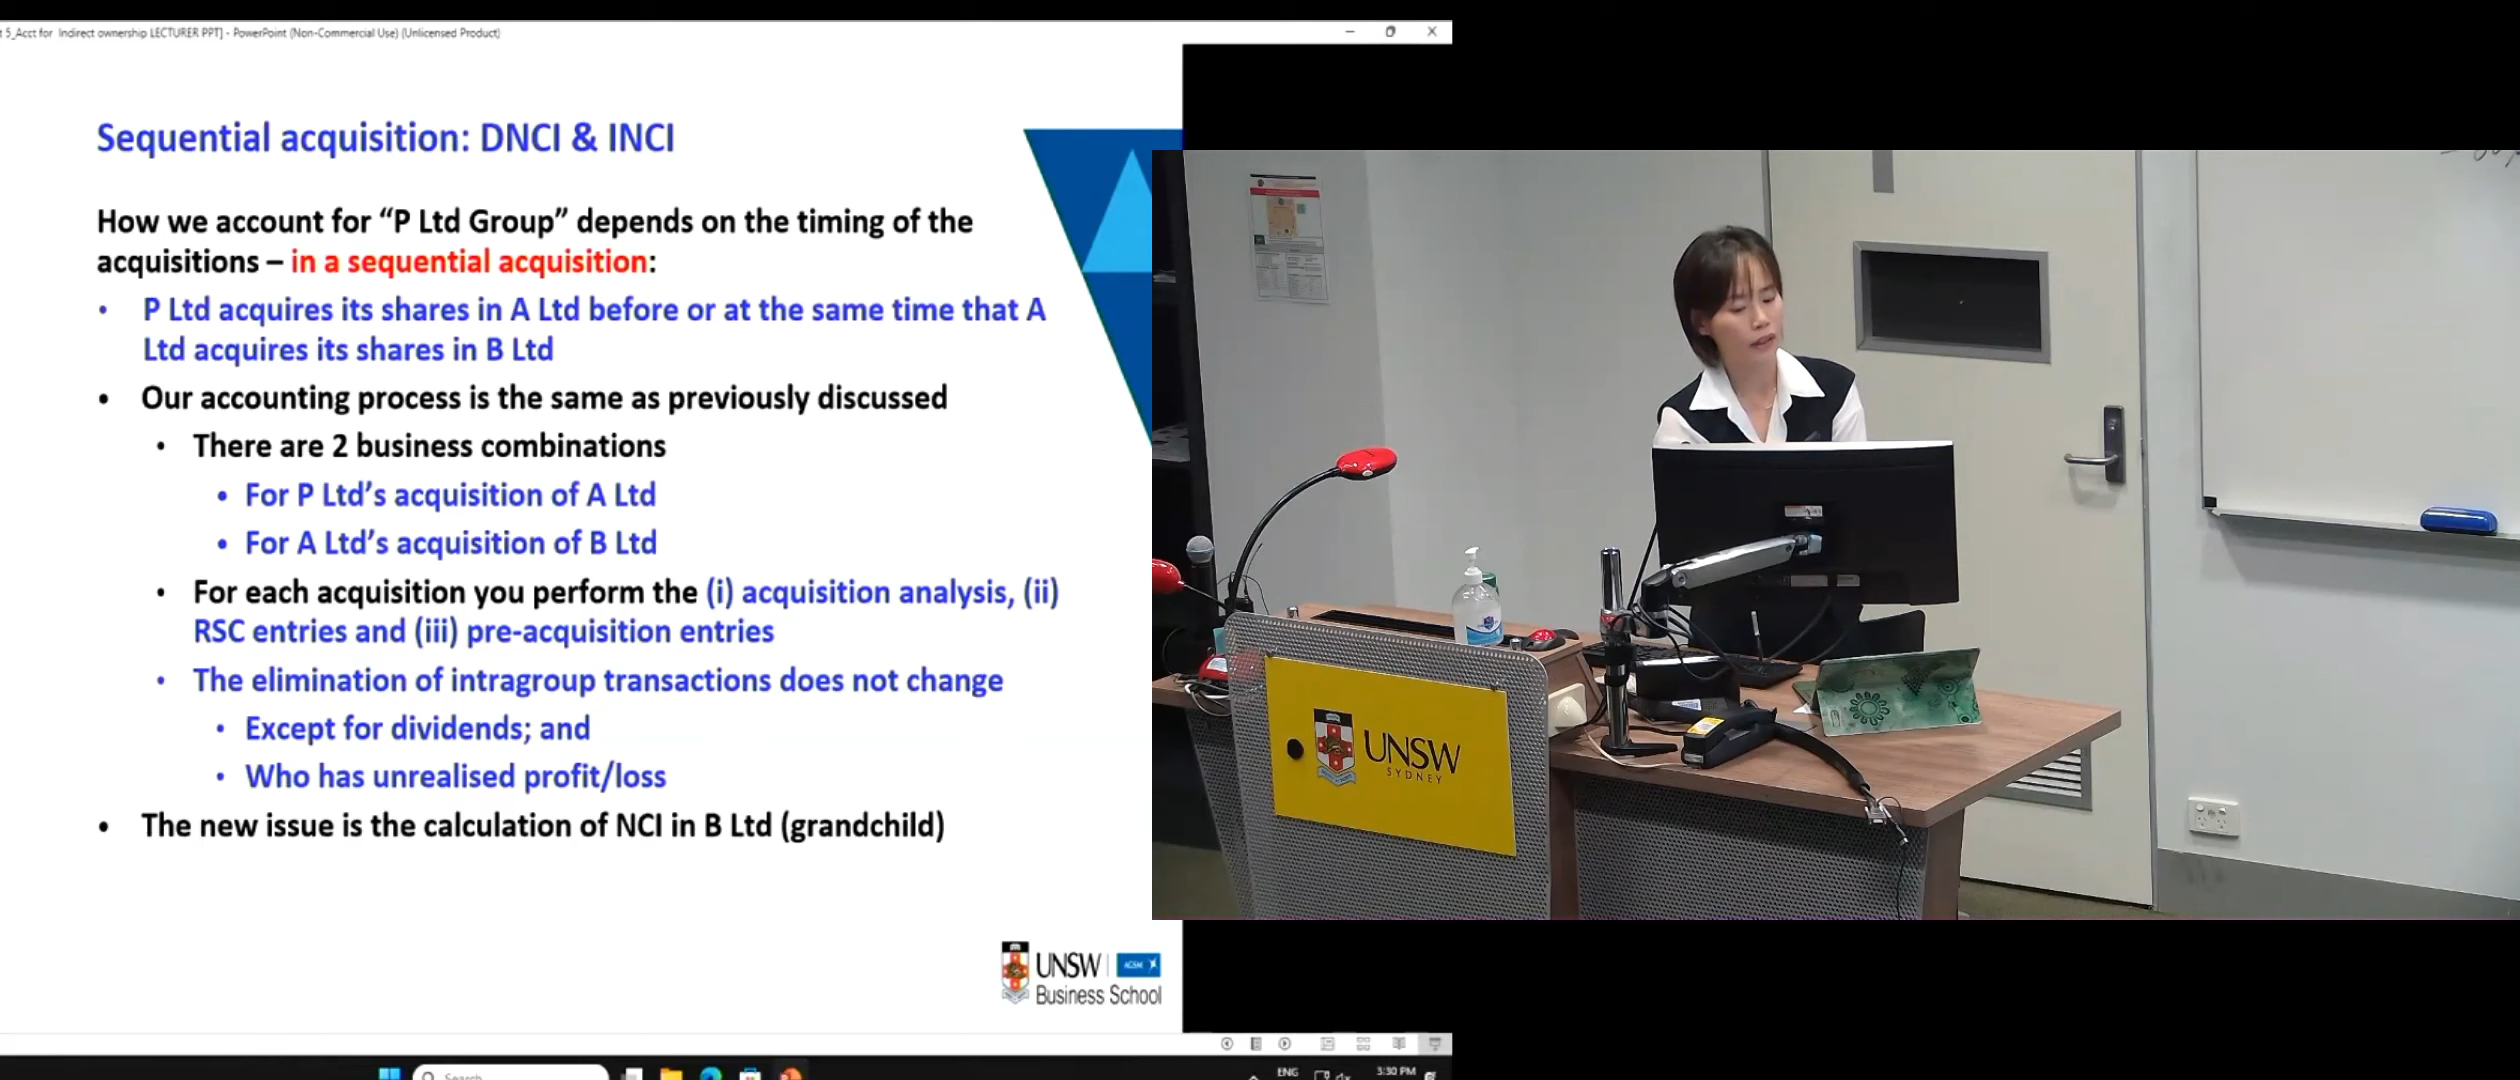 t 5_Acct for Indirect ownership LECTURER PPT] - PowerPoint (Non-Commercial Use) (Unlicensed Product)
Sequential acquisition: DNCI & INCI
How we account for “P Ltd Group” depends on the timing of the
acquisitions – in a sequential acquisition:
• P Ltd acquires its shares in A Ltd before or at the same time that A
Ltd acquires its shares in B Ltd
• Our accounting process is the same as previously discussed
• There are 2 business combinations
• For P Ltd’s acquisition of A Ltd
• For A Ltd’s acquisition of B Ltd
• For each acquisition you perform the (i) acquisition analysis, (ii)
RSC entries and (iii) pre-acquisition entries
• The elimination of intragroup transactions does not change
• Except for dividends; and
• Who has unrealised profit/loss
• The new issue is the calculation of NCI in B Ltd (grandchild)
UNSW
AGSM
Business School
Search
ENG
3:30 PM
UNSW
SYDNEY